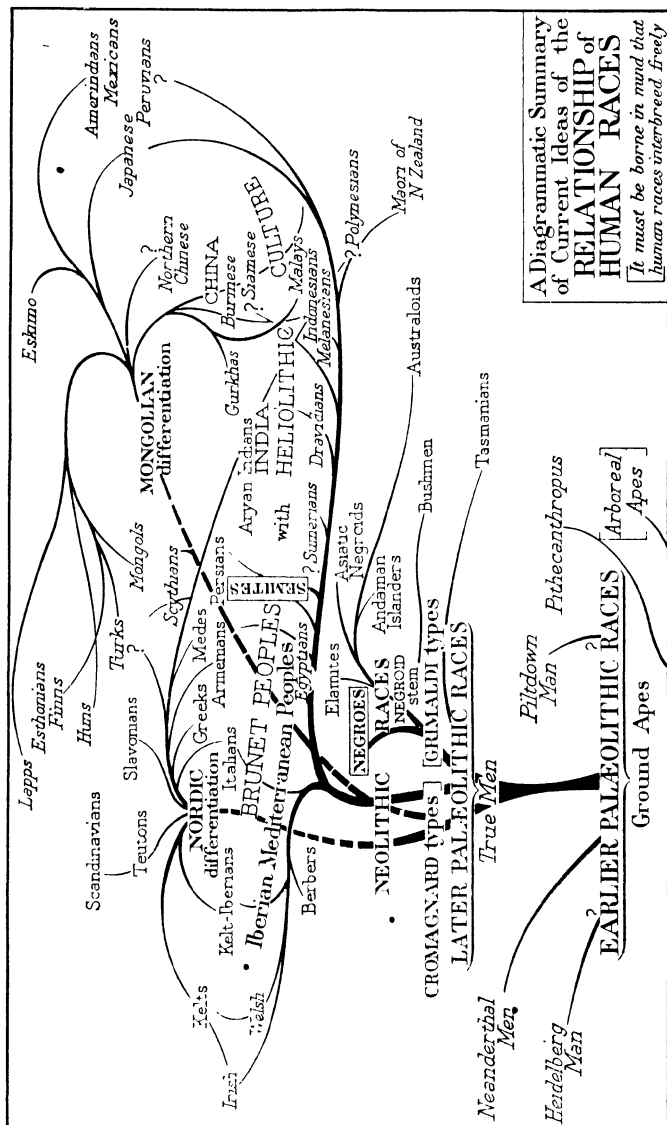 A Diagrammatic Summary
of Current Ideas of the
RELATIONSHIP of
HUMAN RACES
It must be borne in mind that
human races interbreed freely
Amerindians
Mexicans
Peruvians
?
Eskimo
Japanese
?
Northern
Chinese
CHINA
Burmese
? Siamese
CULTURE
Malays
Gurkhas
MONGOLIAN
differentiation
Lapps
Esthonians
Finns
Huns
Mongols
Turks
?
Scythians
Aryan Indians
INDIA
with
HELIOLITHIC
Indonesians
Melanesians
? Polynesians
Maori of
N Zealand
Dravidians
? Sumerians
SEMITES
Persians
Medes
Armenians
Greeks
Slavonians
Scandinavians
Teutons
NORDIC
differentiation
Italians
BRUNET PEOPLES
Iberian Mediterranean Peoples
Egyptians
Kelt-Iberians
Kelts
Welsh
Irish
Berbers
Elamites
Asiatic
Negroids
Andaman
Islanders
Australoids
Bushmen
Tasmanians
NEGROES
NEOLITHIC RACES
NEGROID
stem
CROMAGNARD types
GRIMALDI types
LATER PALÆOLITHIC RACES
True Men
Neanderthal
Men
Heidelberg
Man
?
Piltdown
Man
?
Pithecanthropus
EARLIER PALÆOLITHIC RACES
Ground Apes
Arboreal
Apes